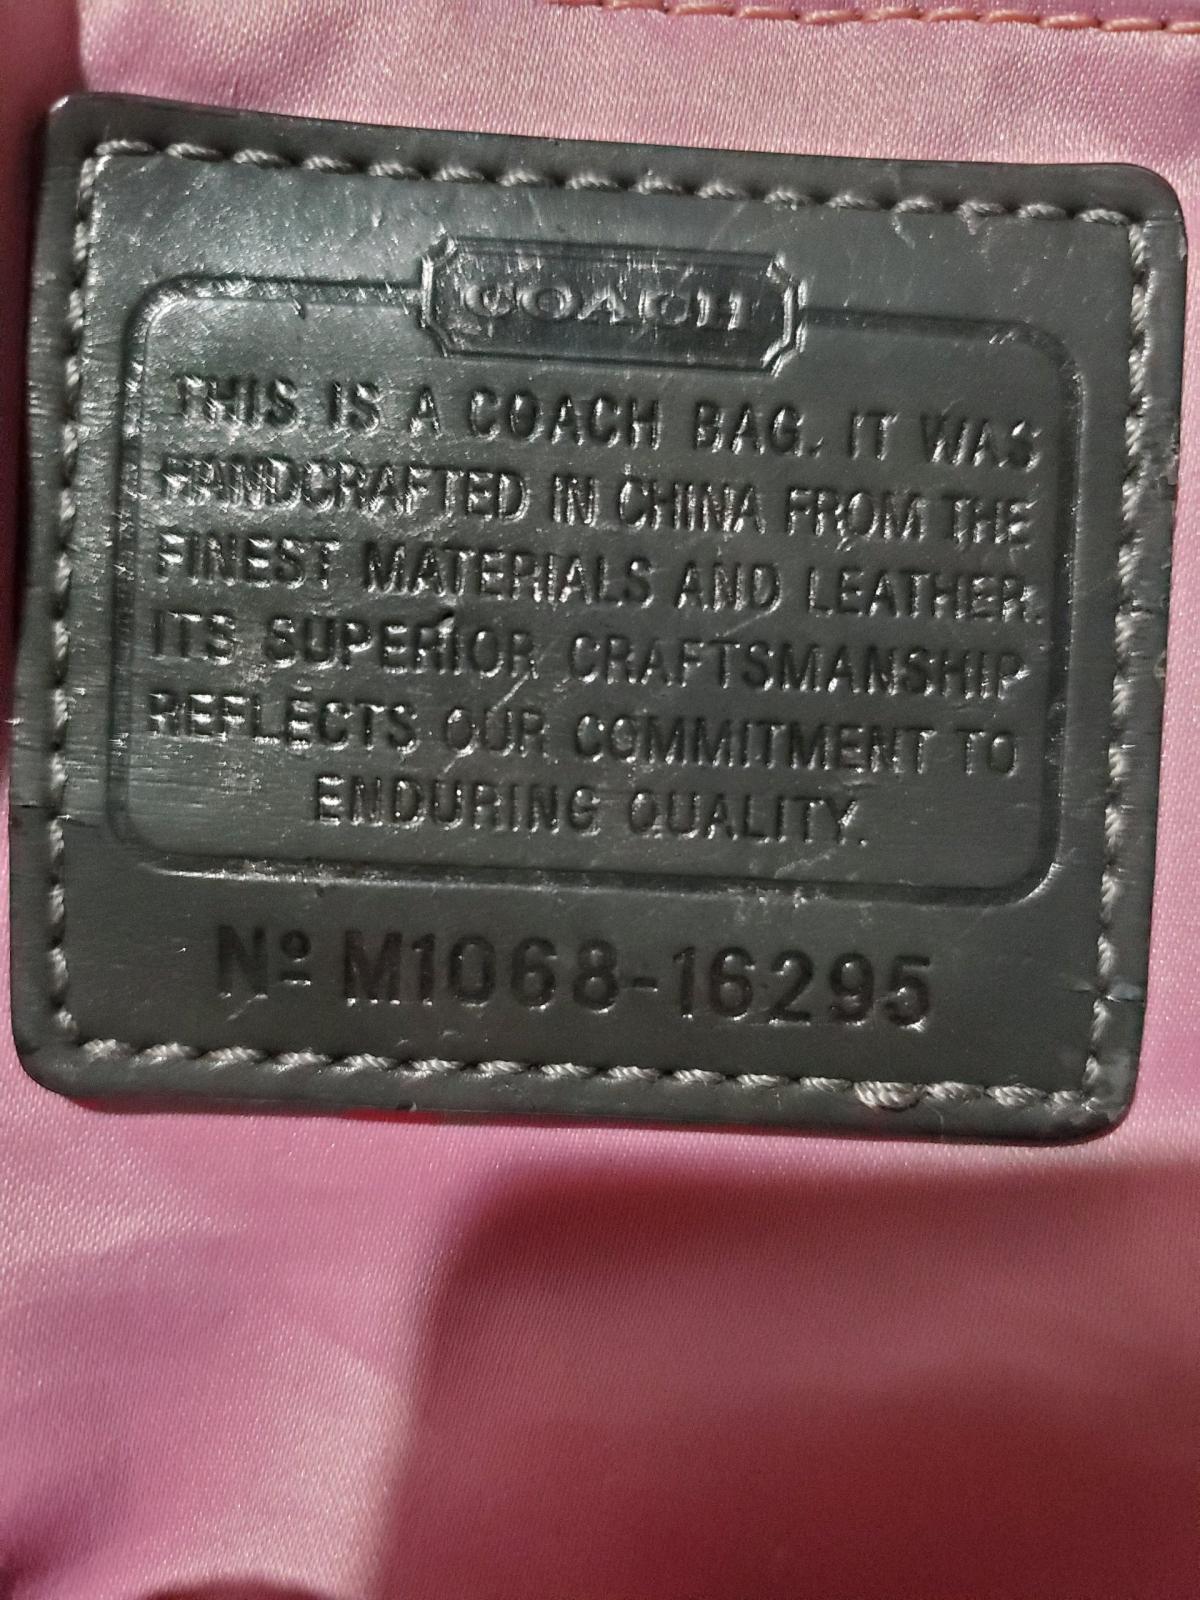 COACH
THIS IS A COACH BAG. IT WAS
HANDCRAFTED IN CHINA FROM THE
FINEST MATERIALS AND LEATHER.
ITS SUPERIOR CRAFTSMANSHIP
REFLECTS OUR COMMITMENT TO
ENDURING QUALITY.
Nº M1068-16295